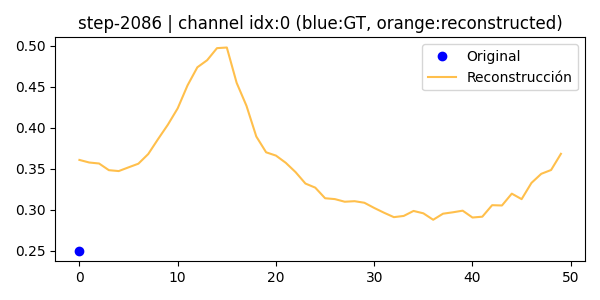 step-2086 | channel idx:0 (blue:GT, orange:reconstructed)
Original
Reconstrucción
0.50
0.45
0.40
0.35
0.30
0.25
0 10 20 30 40 50